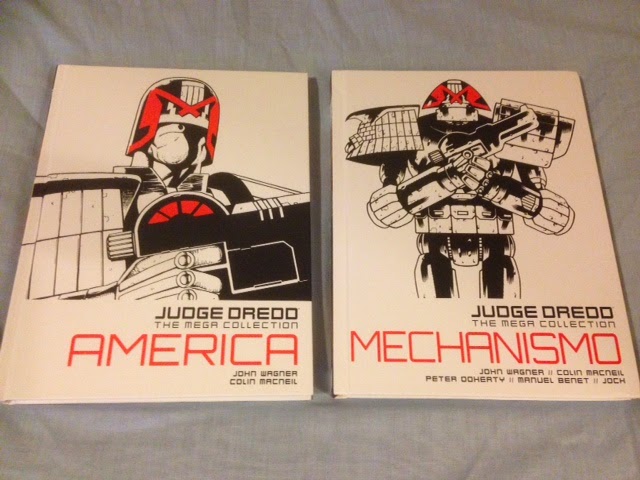 JUDGE DREDD
THE MEGA COLLECTION
AMERICA
JOHN WAGNER
COLIN MACNEIL
JUDGE DREDD
THE MEGA COLLECTION
MECHANISMO
JOHN WAGNER // COLIN MACNEIL
PETER DOHERTY // MANUEL BENET // JOCK